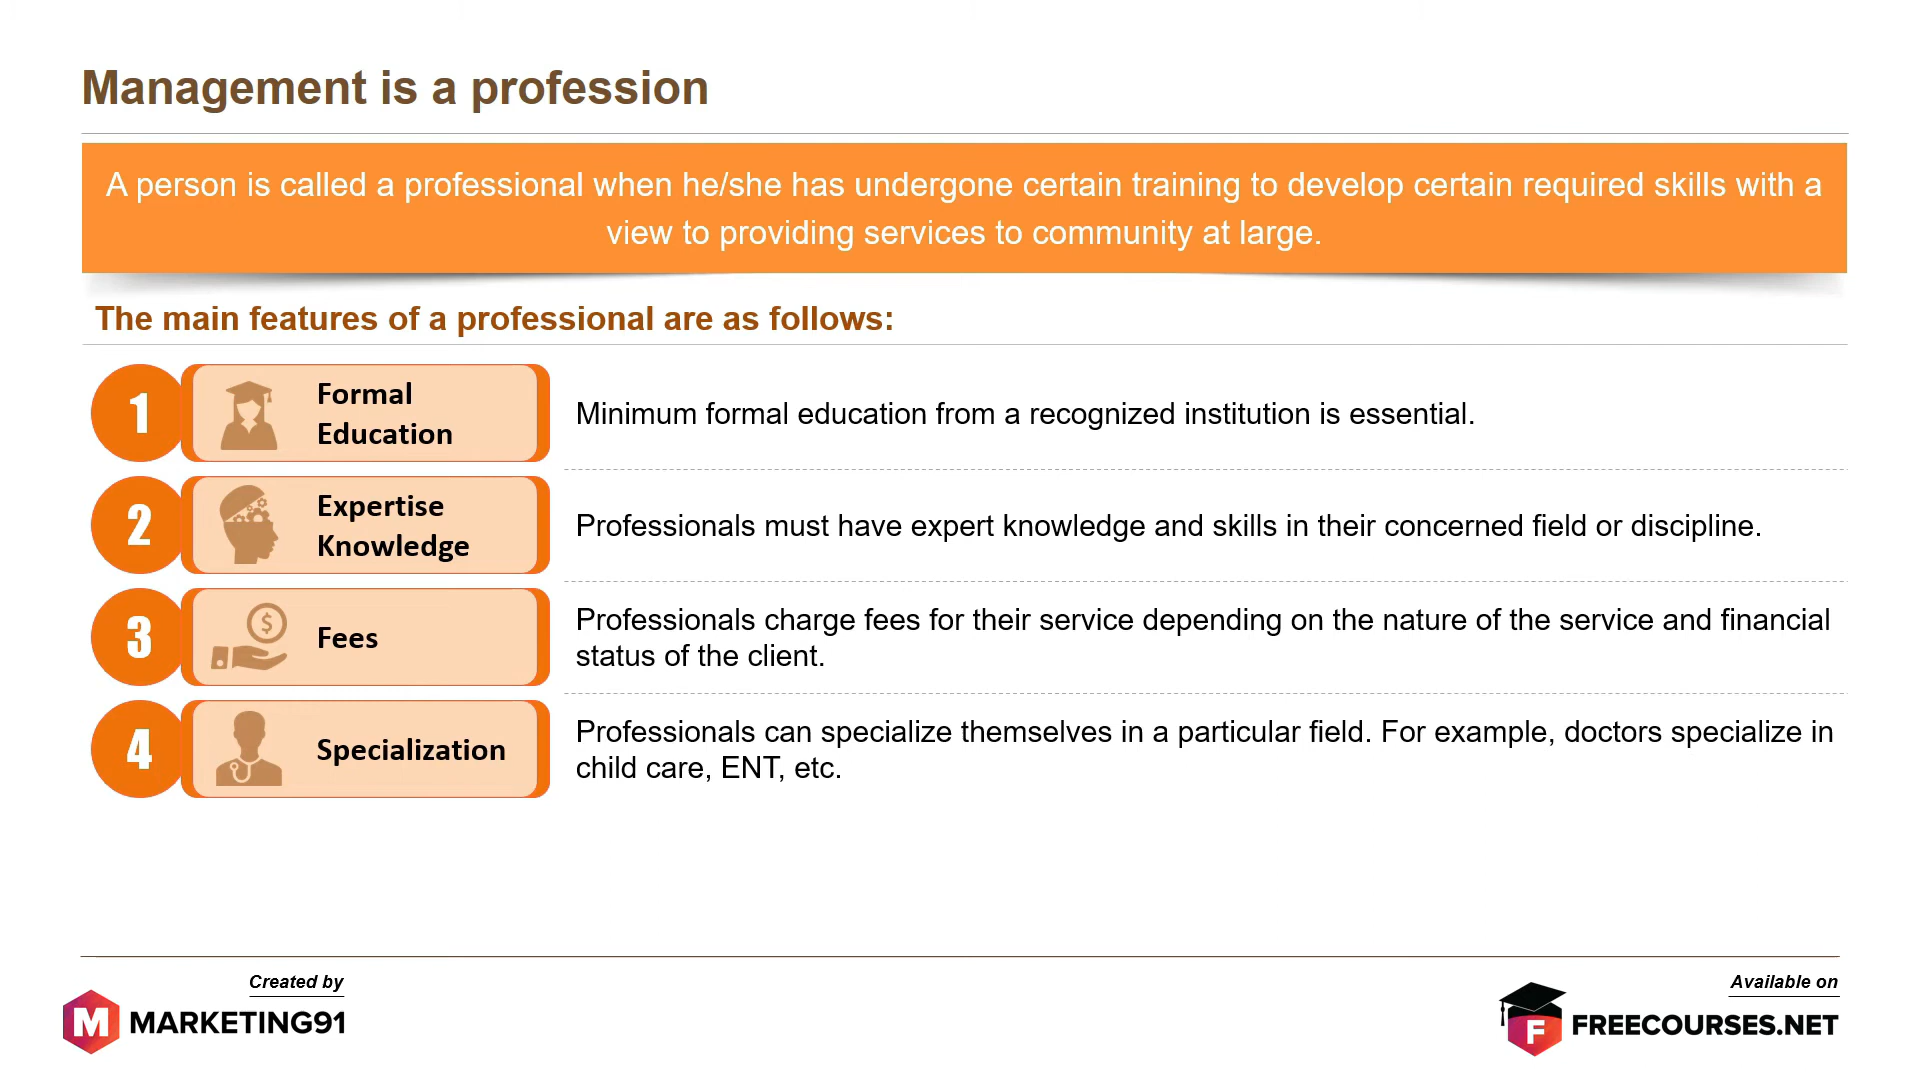 Management is a profession
A person is called a professional when he/she has undergone certain training to develop certain required skills with a
view to providing services to community at large.
The main features of a professional are as follows:
1
Formal
Education
Minimum formal education from a recognized institution is essential.
2
Expertise
Knowledge
Professionals must have expert knowledge and skills in their concerned field or discipline.
3
$
Fees
Professionals charge fees for their service depending on the nature of the service and financial
status of the client.
4
Specialization
Professionals can specialize themselves in a particular field. For example, doctors specialize in
child care, ENT, etc.
Created by
M MARKETING91
Available on
F FREECOURSES.NET